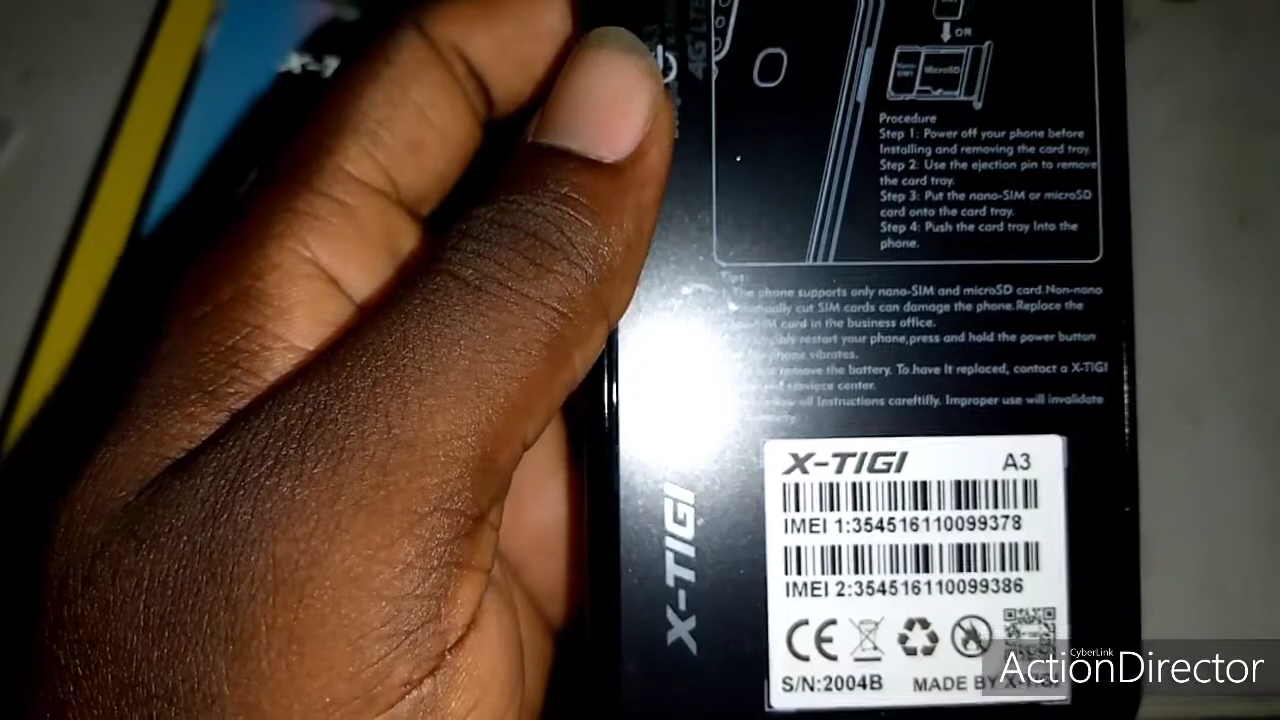 4G LTE
OR
MicroSD
Procedure
Step 1: Power off your phone before
Installing and removing the card tray.
Step 2: Use the ejection pin to remove
the card tray.
Step 3: Put the nano-SIM or microSD
card onto the card tray.
Step 4: Push the card tray Into the
phone.
Tips
The phone supports only nano-SIM and microSD card.Non-nano
manually cut SIM cards can damage the phone.Replace the
card in the business office.
restart your phone,press and hold the power button
phone vibrates.
remove the battery. To have It replaced, contact a X-TIGI
service center.
all Instructions careftifly. Improper use will invalidate
X-TIGI
X-TIGI A3
IMEI 1:354516110099378
IMEI 2:354516110099386
CE
S/N:2004B MADE BY X-TIGI
CyberLink
ActionDirector